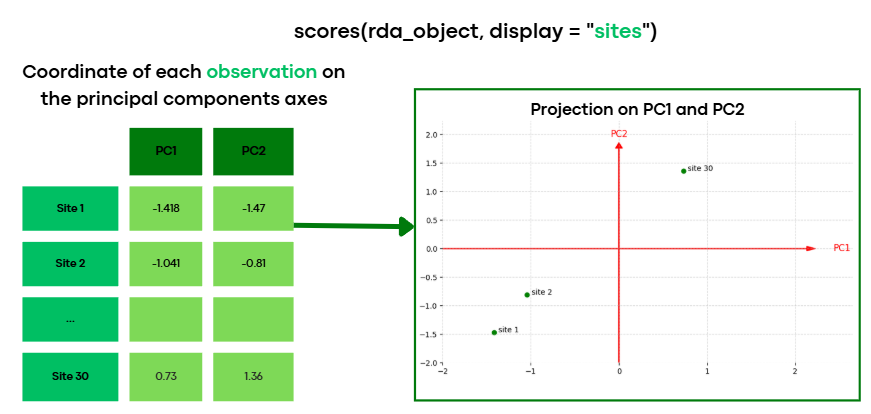 scores(rda_object, display = "sites")
Coordinate of each observation on
the principal components axes
PC1 PC2
Site 1 -1.418 -1.47
Site 2 -1.041 -0.81
...
Site 30 0.73 1.36
Projection on PC1 and PC2
PC2
2.0
1.5
site 30
1.0
0.5
0.0
PC1
−0.5
site 2
−1.0
site 1
−1.5
−2.0
−2 −1 0 1 2